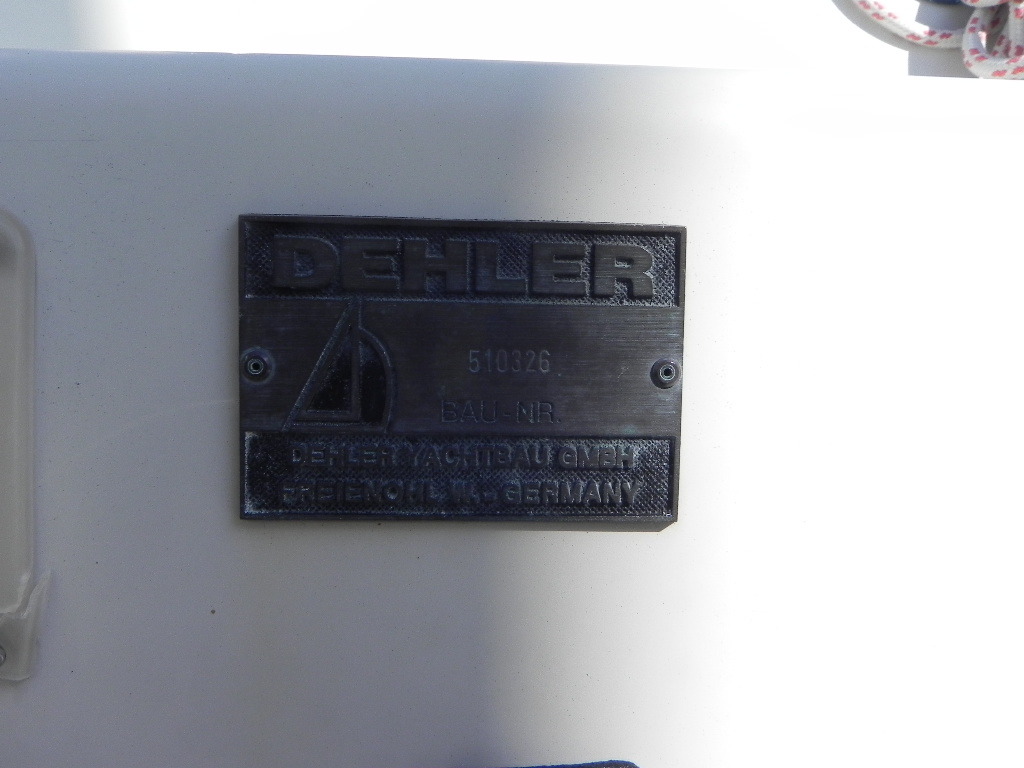 DEHLER
510326
BAU-NR.
DEHLER YACHTBAU GMBH
FREIENOHL W.-GERMANY